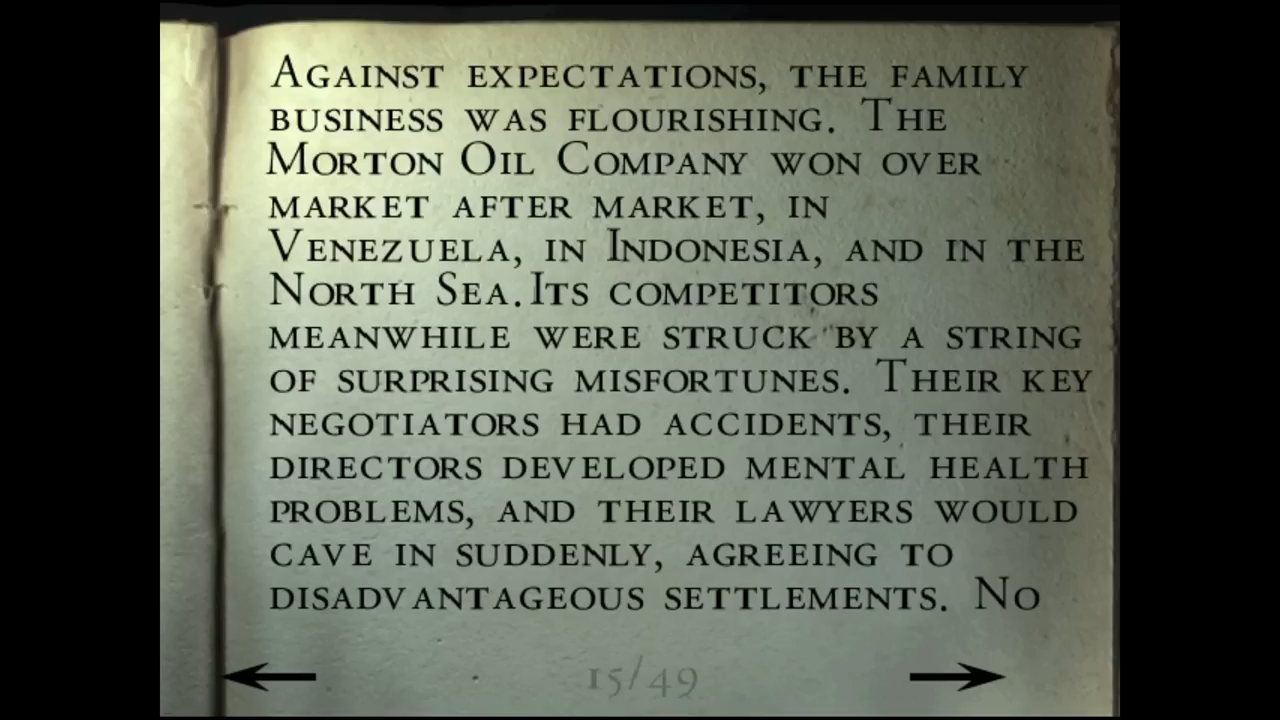 Against expectations, the family
business was flourishing. The
Morton Oil Company won over
market after market, in
Venezuela, in Indonesia, and in the
North Sea. Its competitors
meanwhile were struck by a string
of surprising misfortunes. Their key
negotiators had accidents, their
directors developed mental health
problems, and their lawyers would
cave in suddenly, agreeing to
disadvantageous settlements. No
15/49